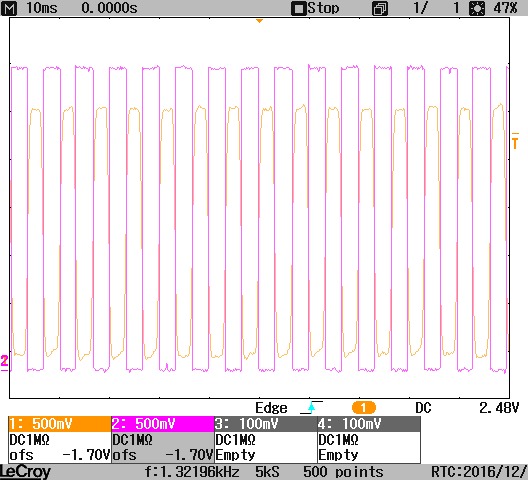 M 10ms 0.0000s Stop 1/ 1 47%
T
2
Edge 1 DC 2.48V
1: 500mV 2: 500mV 3: 100mV 4: 100mV
DC1MΩ DC1MΩ DC1MΩ DC1MΩ
ofs -1.70V ofs -1.70V Empty Empty
LeCroy f:1.32196kHz 5kS 500 points RTC:2016/12/